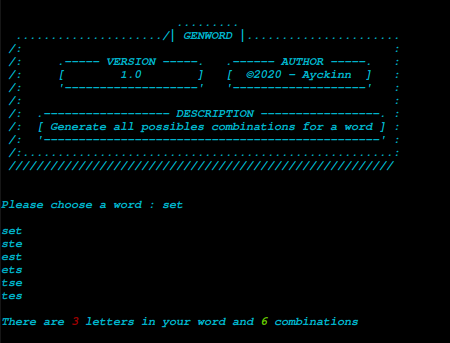 GENWORD
VERSION AUTHOR
[ 1.0 ] [ ©2020 - Ayckinn ]
DESCRIPTION
[ Generate all possibles combinations for a word ]
Please choose a word : set
set
ste
est
ets
tse
tes
There are 3 letters in your word and 6 combinations